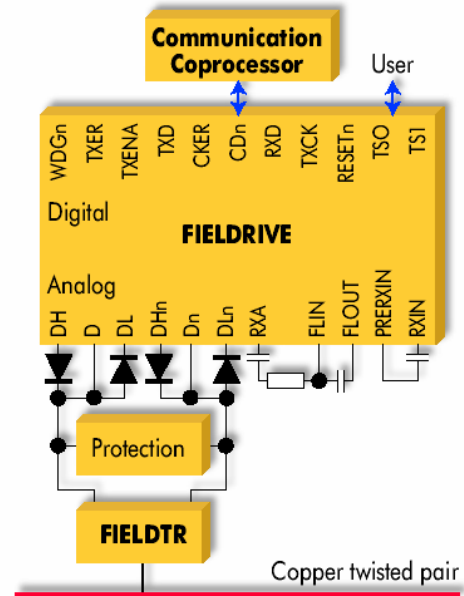 Communication
Coprocessor
User
WDGn TXER TXENA TXD CKER CDn RXD TXCK RESETn TSO TS1
Digital
FIELDRIVE
Analog
DH D DL DHn Dn DLn RXA FLIN FLOUT PRERXIN RXIN
Protection
FIELDTR
Copper twisted pair